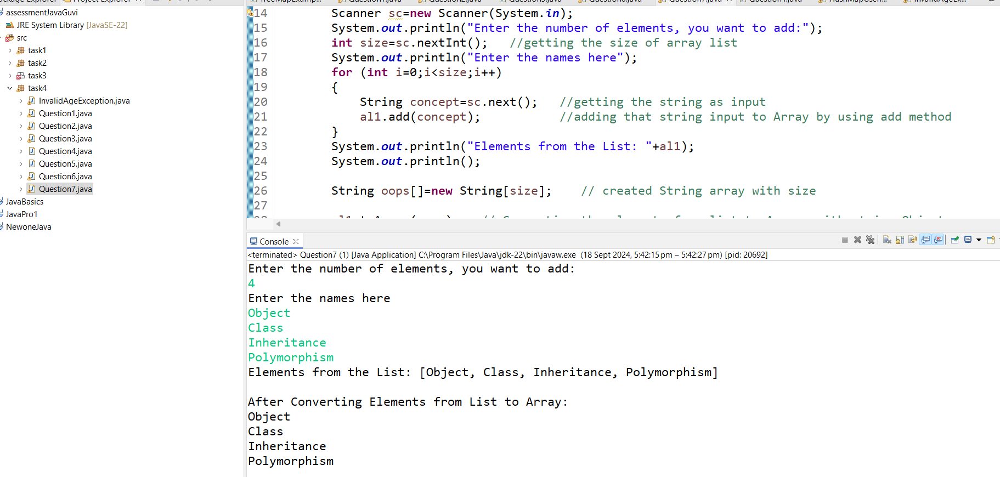 assessmentJavaGuvi
JRE System Library [JavaSE-22]
src
task1
task2
task3
task4
InvalidAgeException.java
Question1.java
Question2.java
Question3.java
Question4.java
Question5.java
Question6.java
Question7.java
JavaBasics
JavaPro1
NewoneJava
14 Scanner sc=new Scanner(System.in);
15 System.out.println("Enter the number of elements, you want to add:");
16 int size=sc.nextInt(); //getting the size of array list
17 System.out.println("Enter the names here");
18 for (int i=0;i<size;i++)
19 {
20 String concept=sc.next(); //getting the string as input
21 al1.add(concept); //adding that string input to Array by using add method
22 }
23 System.out.println("Elements from the List: "+al1);
24 System.out.println();
25
26 String oops[]=new String[size]; // created String array with size
27
Console
<terminated> Question7 (1) [Java Application] C:\Program Files\Java\jdk-22\bin\javaw.exe (18 Sept 2024, 5:42:15 pm – 5:42:27 pm) [pid: 20692]
Enter the number of elements, you want to add:
4
Enter the names here
Object
Class
Inheritance
Polymorphism
Elements from the List: [Object, Class, Inheritance, Polymorphism]
After Converting Elements from List to Array:
Object
Class
Inheritance
Polymorphism